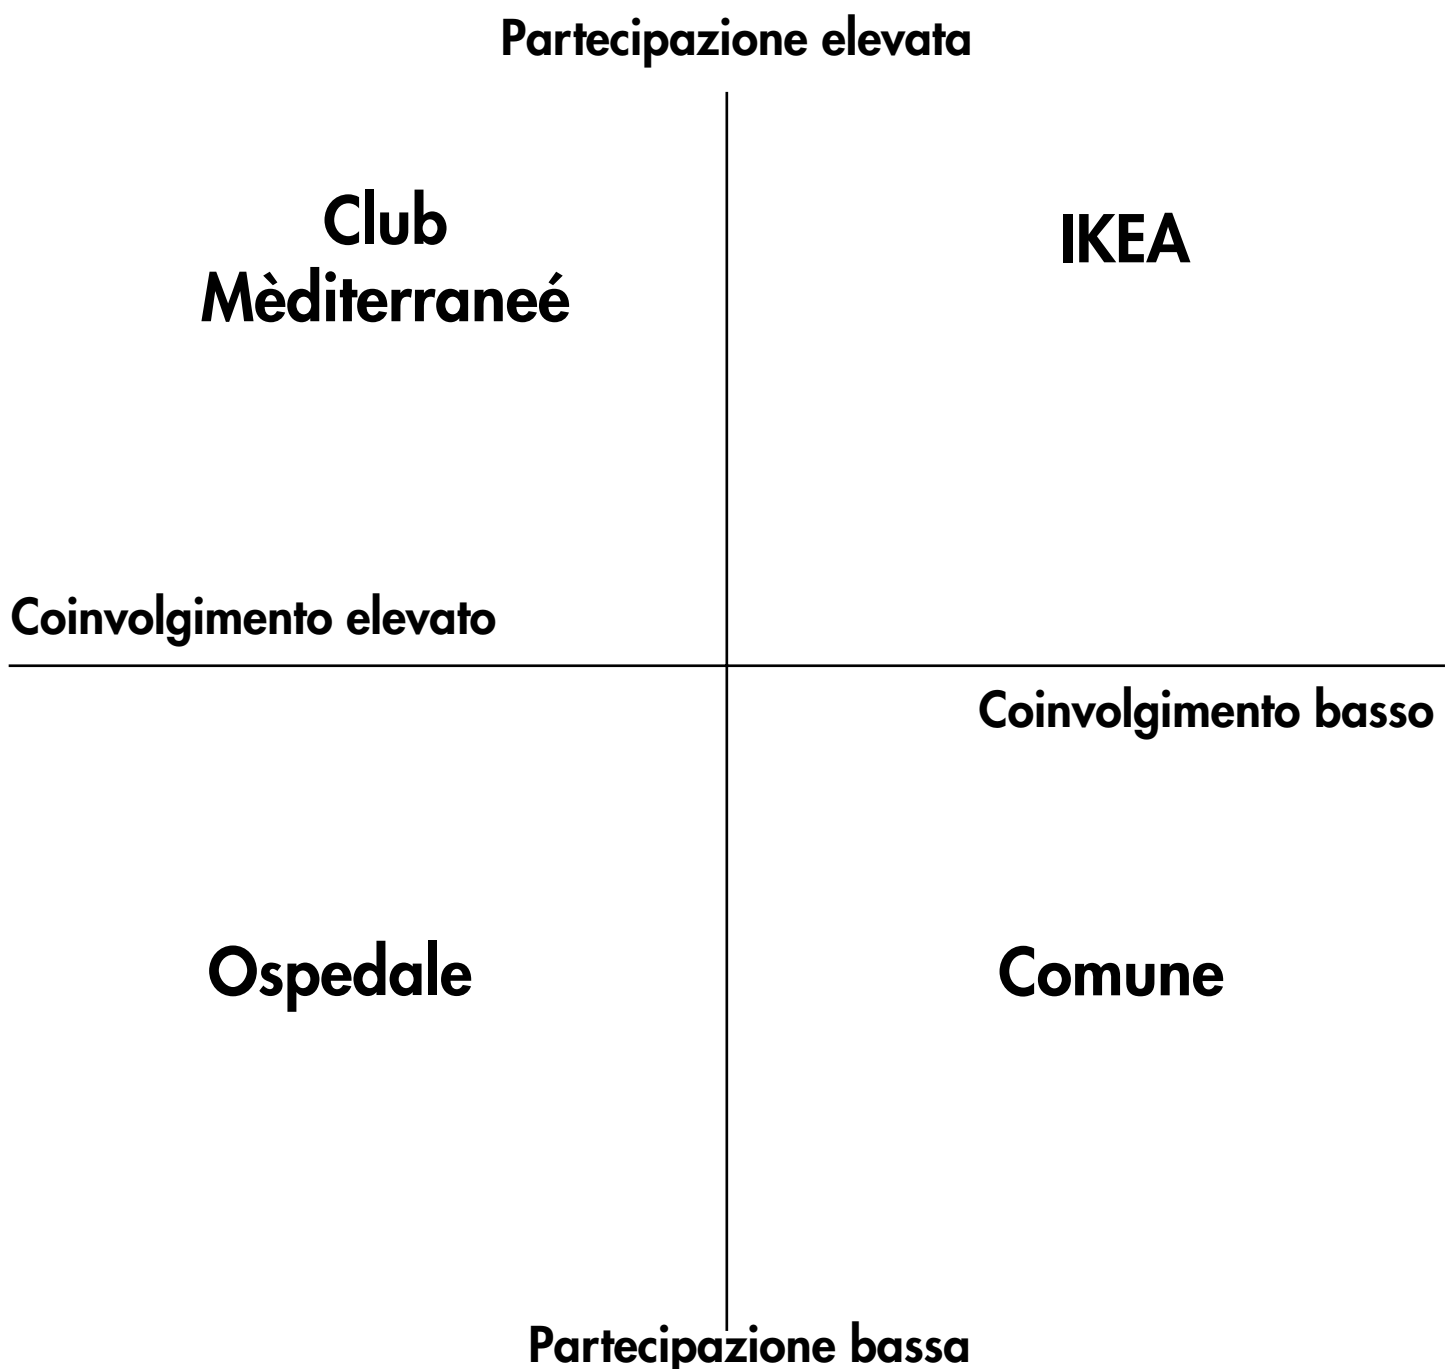 Partecipazione elevata
Club
Mèditerraneé
IKEA
Coinvolgimento elevato
Coinvolgimento basso
Ospedale
Comune
Partecipazione bassa